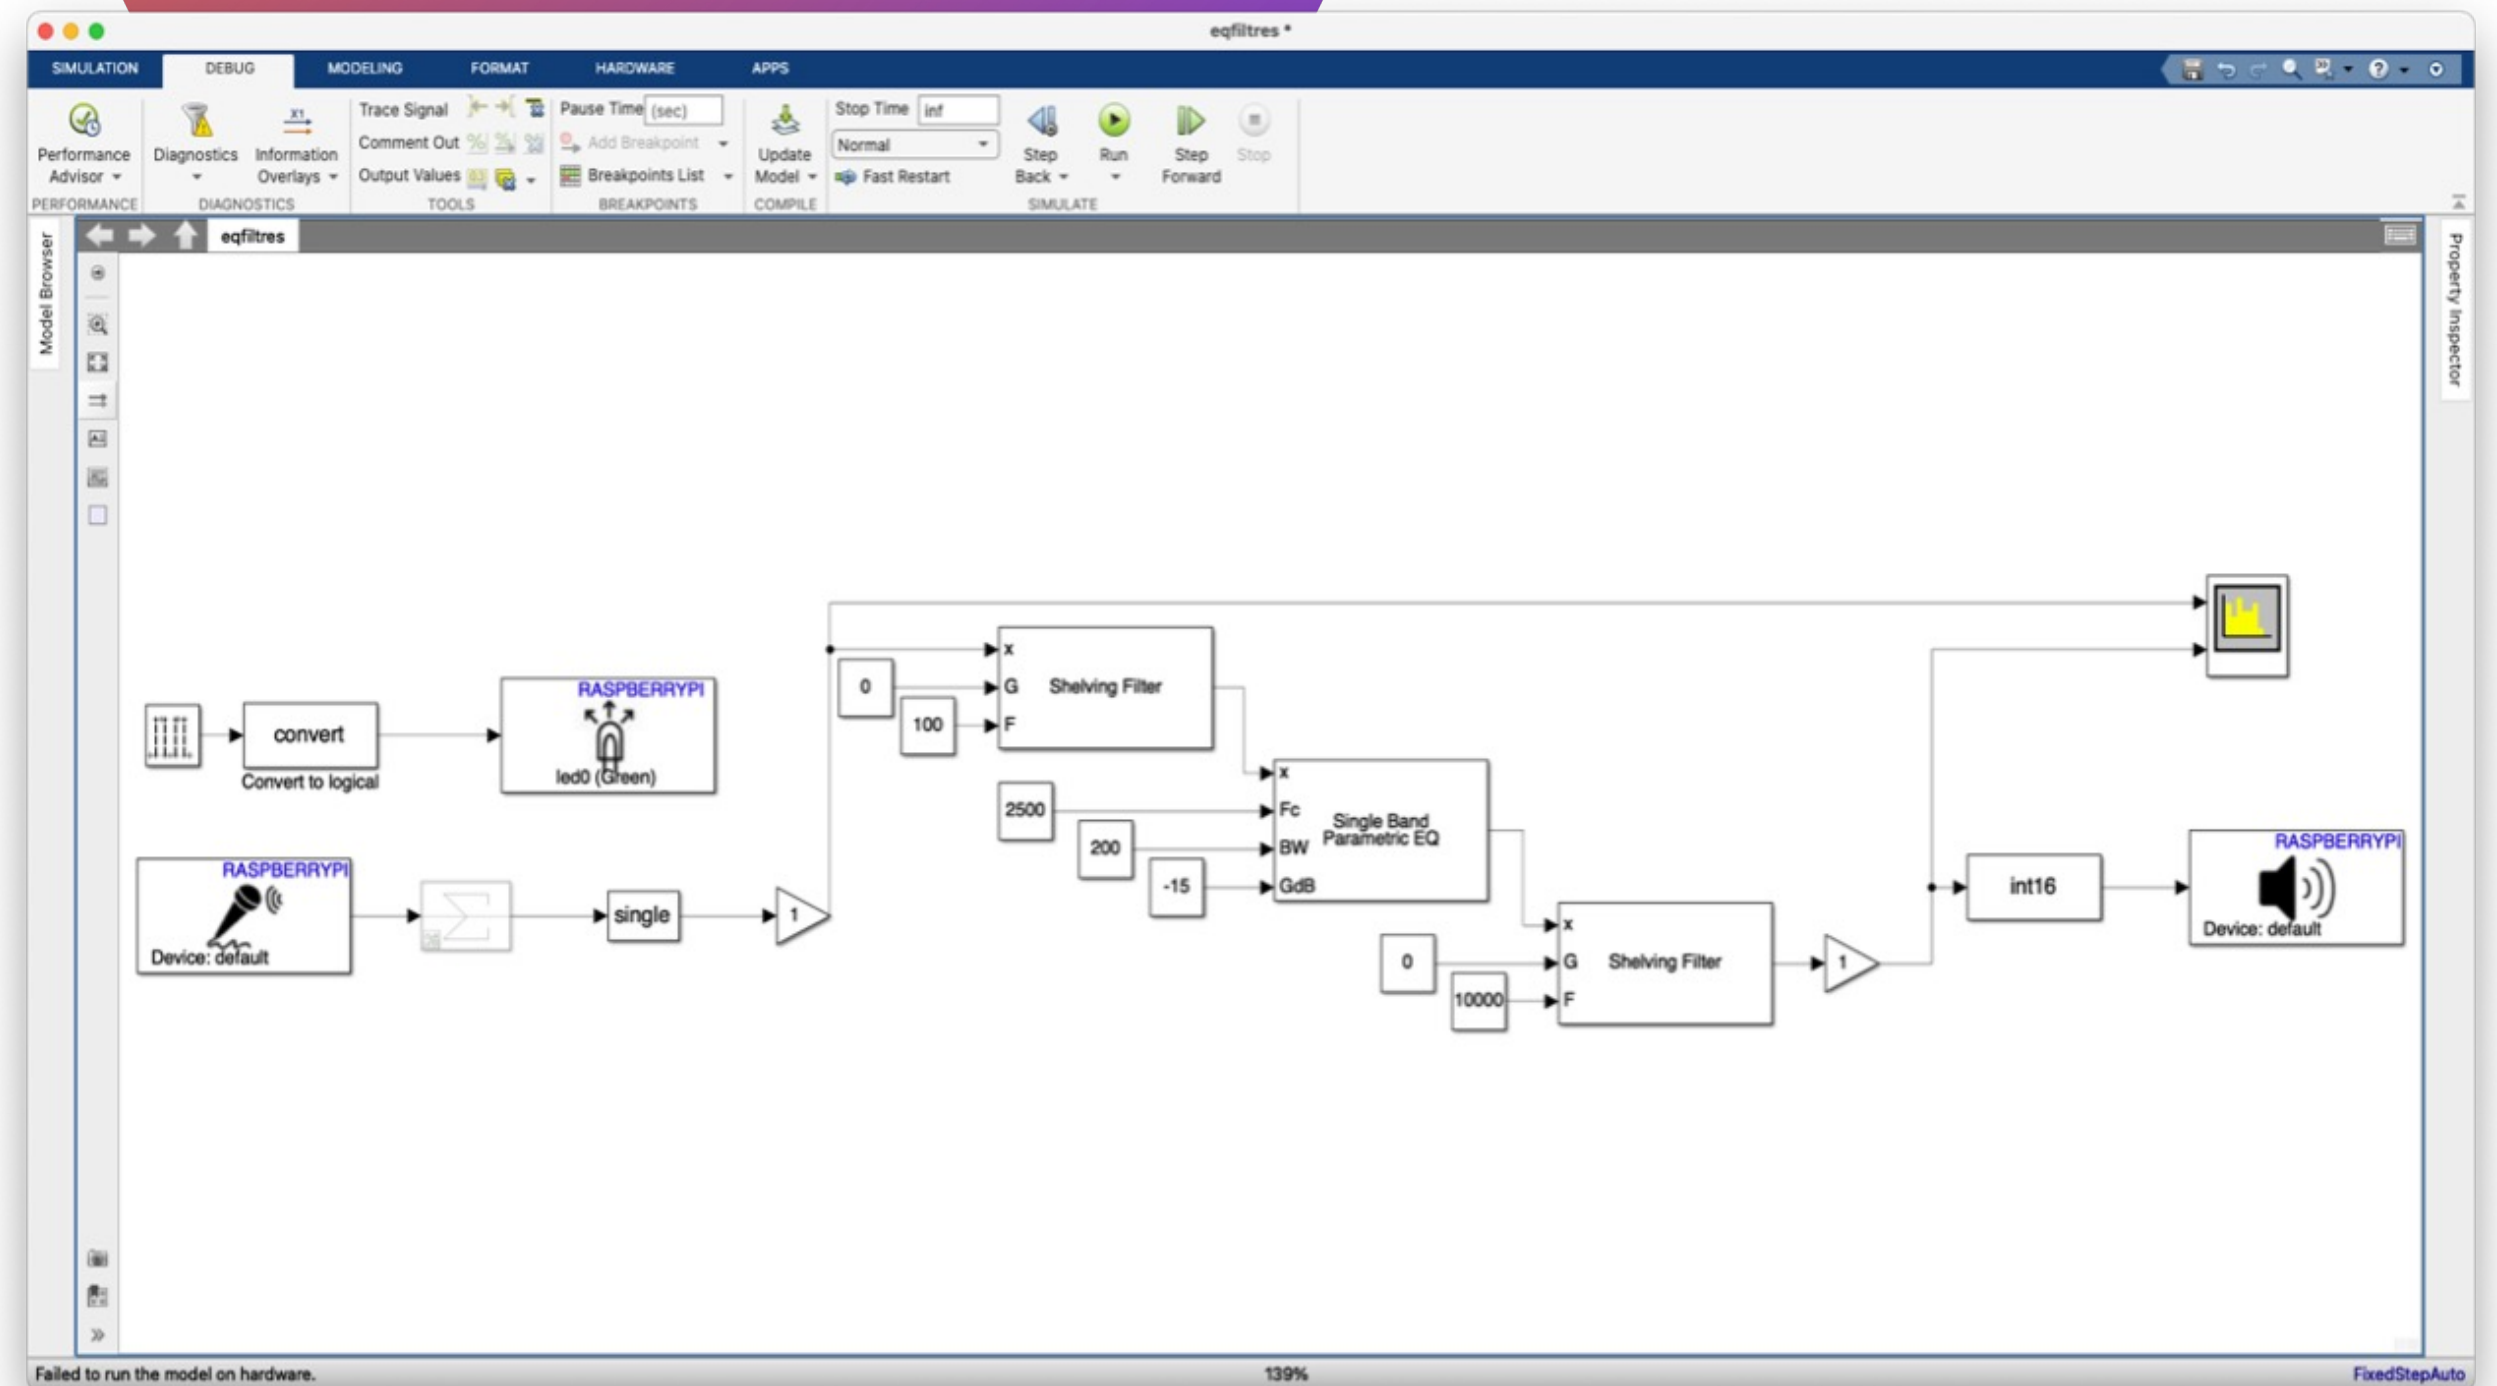 eqfiltres *
SIMULATION DEBUG MODELING FORMAT HARDWARE APPS
Performance Advisor
PERFORMANCE
Diagnostics
Information Overlays
DIAGNOSTICS
Trace Signal
Comment Out
Output Values
TOOLS
Pause Time (sec)
Add Breakpoint
Breakpoints List
BREAKPOINTS
Update Model
COMPILE
Stop Time inf
Normal
Fast Restart
Step Back
Run
Step Forward
Stop
SIMULATE
Model Browser
eqfiltres
Property Inspector
convert
Convert to logical
RASPBERRYPI
led0 (Green)
RASPBERRYPI
Device: default
single
1
0
100
x
G
F
Shelving Filter
2500
200
-15
x
Fc
BW
GdB
Single Band
Parametric EQ
0
10000
x
G
F
Shelving Filter
1
int16
RASPBERRYPI
Device: default
Failed to run the model on hardware.
139%
FixedStepAuto